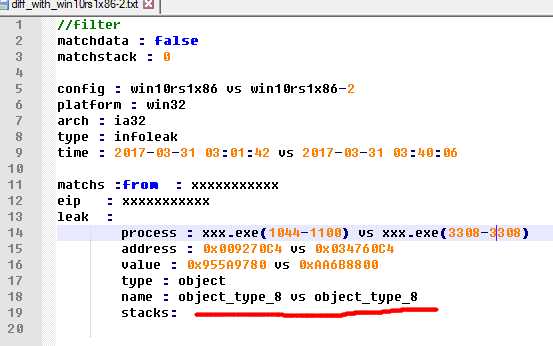 diff_with_win10rs1x86-2.txt
1 //filter
2 matchdata : false
3 matchstack : 0
4
5 config : win10rs1x86 vs win10rs1x86-2
6 platform : win32
7 arch : ia32
8 type : infoleak
9 time : 2017-03-31 03:01:42 vs 2017-03-31 03:40:06
10
11 matchs :from : xxxxxxxxxxx
12 eip : xxxxxxxxxxx
13 leak :
14 process : xxx.exe(1044-1100) vs xxx.exe(3308-3308)
15 address : 0x009270C4 vs 0x034760C4
16 value : 0x955A9780 vs 0xAA6B8800
17 type : object
18 name : object_type_8 vs object_type_8
19 stacks:
20